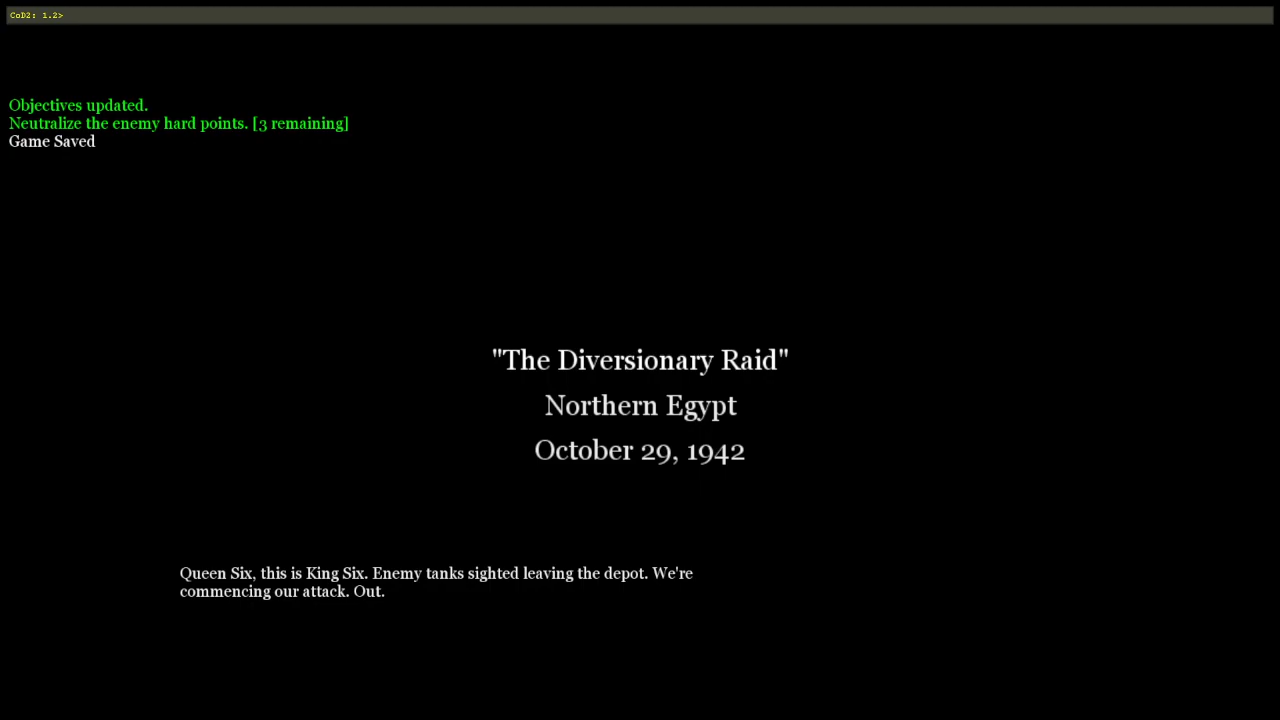 CoD2: 1.2>
Objectives updated.
Neutralize the enemy hard points. [3 remaining]
Game Saved
"The Diversionary Raid"
Northern Egypt
October 29, 1942
Queen Six, this is King Six. Enemy tanks sighted leaving the depot. We're
commencing our attack. Out.